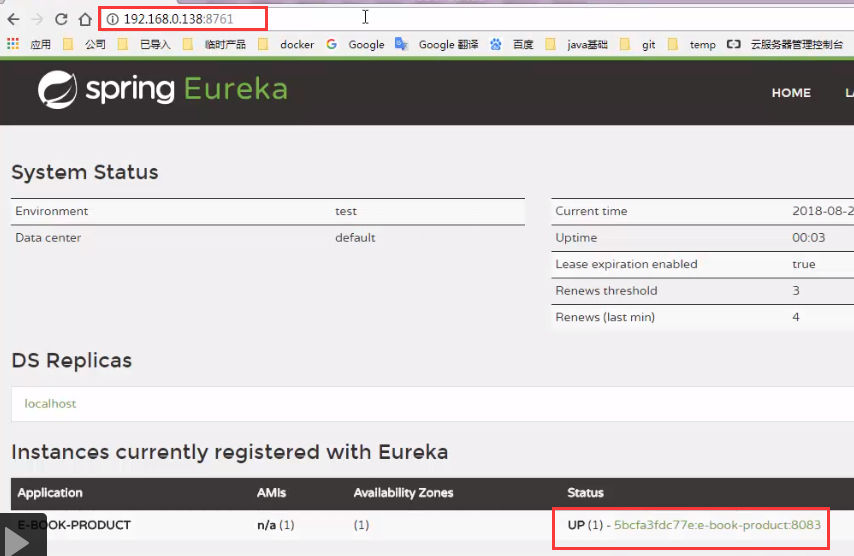 192.168.0.138:8761
应用 公司 已导入 临时产品 docker Google Google 翻译 百度 java基础 git temp 云服务器管理控制台
spring Eureka
HOME
System Status
Environment test
Data center default
Current time 2018-08-2
Uptime 00:03
Lease expiration enabled true
Renews threshold 3
Renews (last min) 4
DS Replicas
localhost
Instances currently registered with Eureka
Application AMIs Availability Zones Status
E-BOOK-PRODUCT n/a (1) (1) UP (1) - 5bcfa3fdc77e:e-book-product:8083